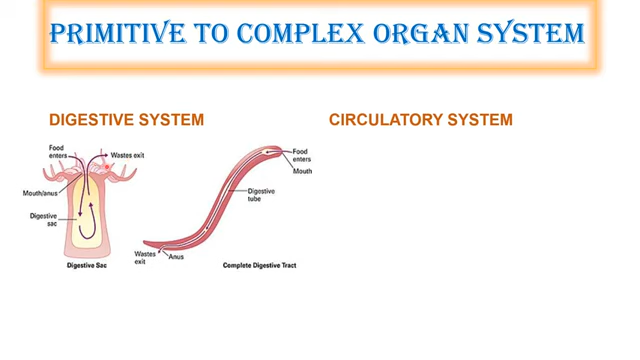 PRIMITIVE TO COMPLEX ORGAN SYSTEM
DIGESTIVE SYSTEM
CIRCULATORY SYSTEM
Food
enters
Wastes exit
Mouth/anus
Digestive
sac
Digestive Sac
Food
enters
Mouth
Digestive
tube
Wastes
exit
Anus
Complete Digestive Tract